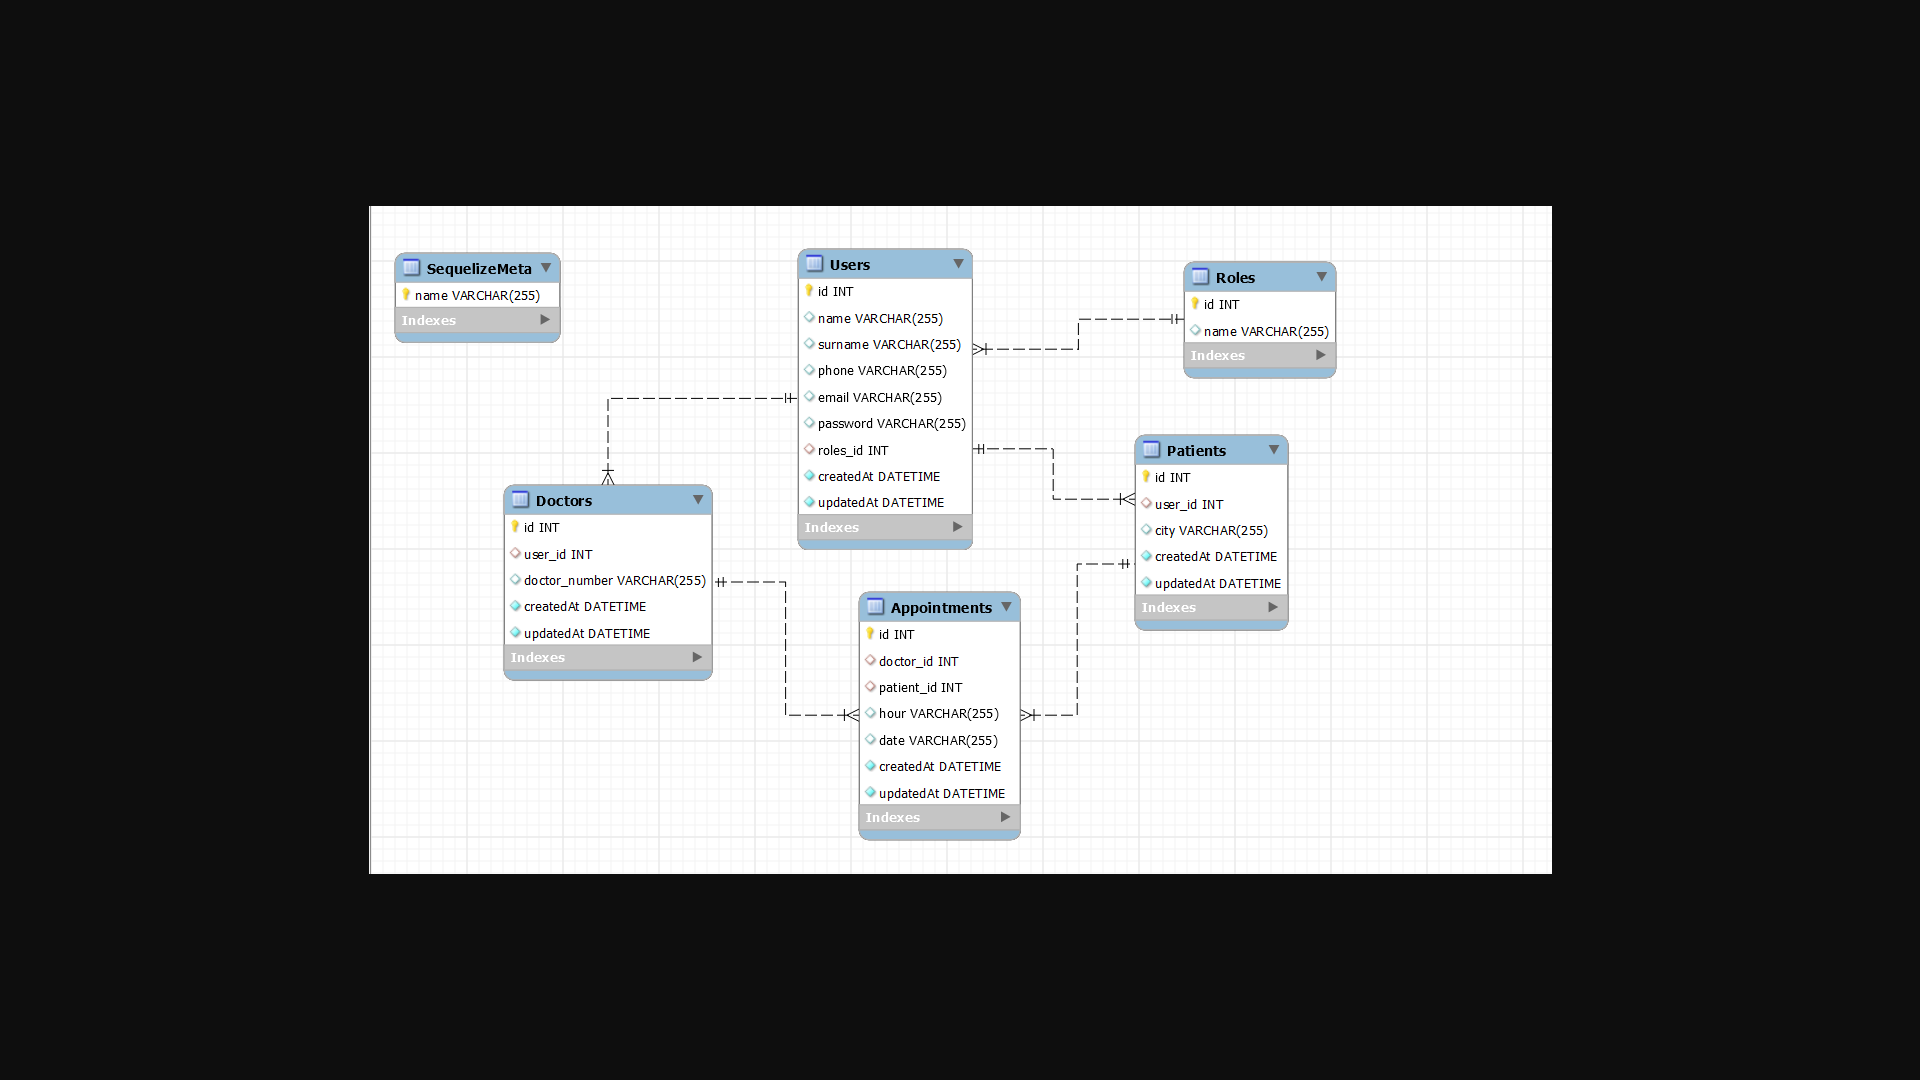 SequelizeMeta
name VARCHAR(255)
Indexes
Users
id INT
name VARCHAR(255)
surname VARCHAR(255)
phone VARCHAR(255)
email VARCHAR(255)
password VARCHAR(255)
roles_id INT
createdAt DATETIME
updatedAt DATETIME
Indexes
Roles
id INT
name VARCHAR(255)
Indexes
Doctors
id INT
user_id INT
doctor_number VARCHAR(255)
createdAt DATETIME
updatedAt DATETIME
Indexes
Patients
id INT
user_id INT
city VARCHAR(255)
createdAt DATETIME
updatedAt DATETIME
Indexes
Appointments
id INT
doctor_id INT
patient_id INT
hour VARCHAR(255)
date VARCHAR(255)
createdAt DATETIME
updatedAt DATETIME
Indexes